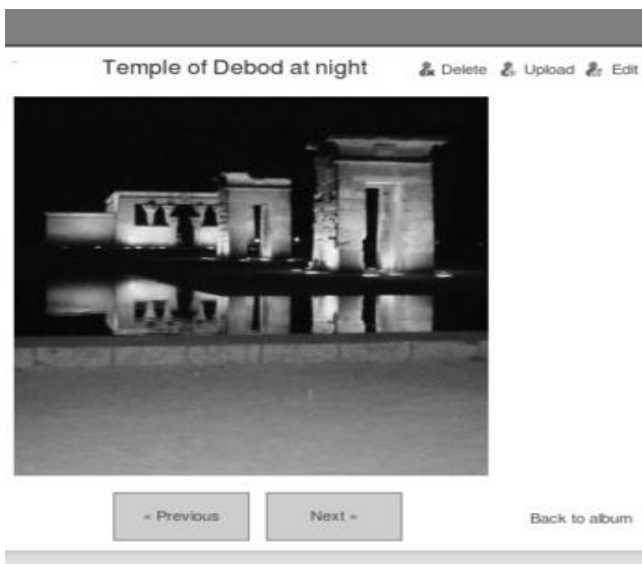 Temple of Debod at night Delete Upload Edit
« Previous Next » Back to album